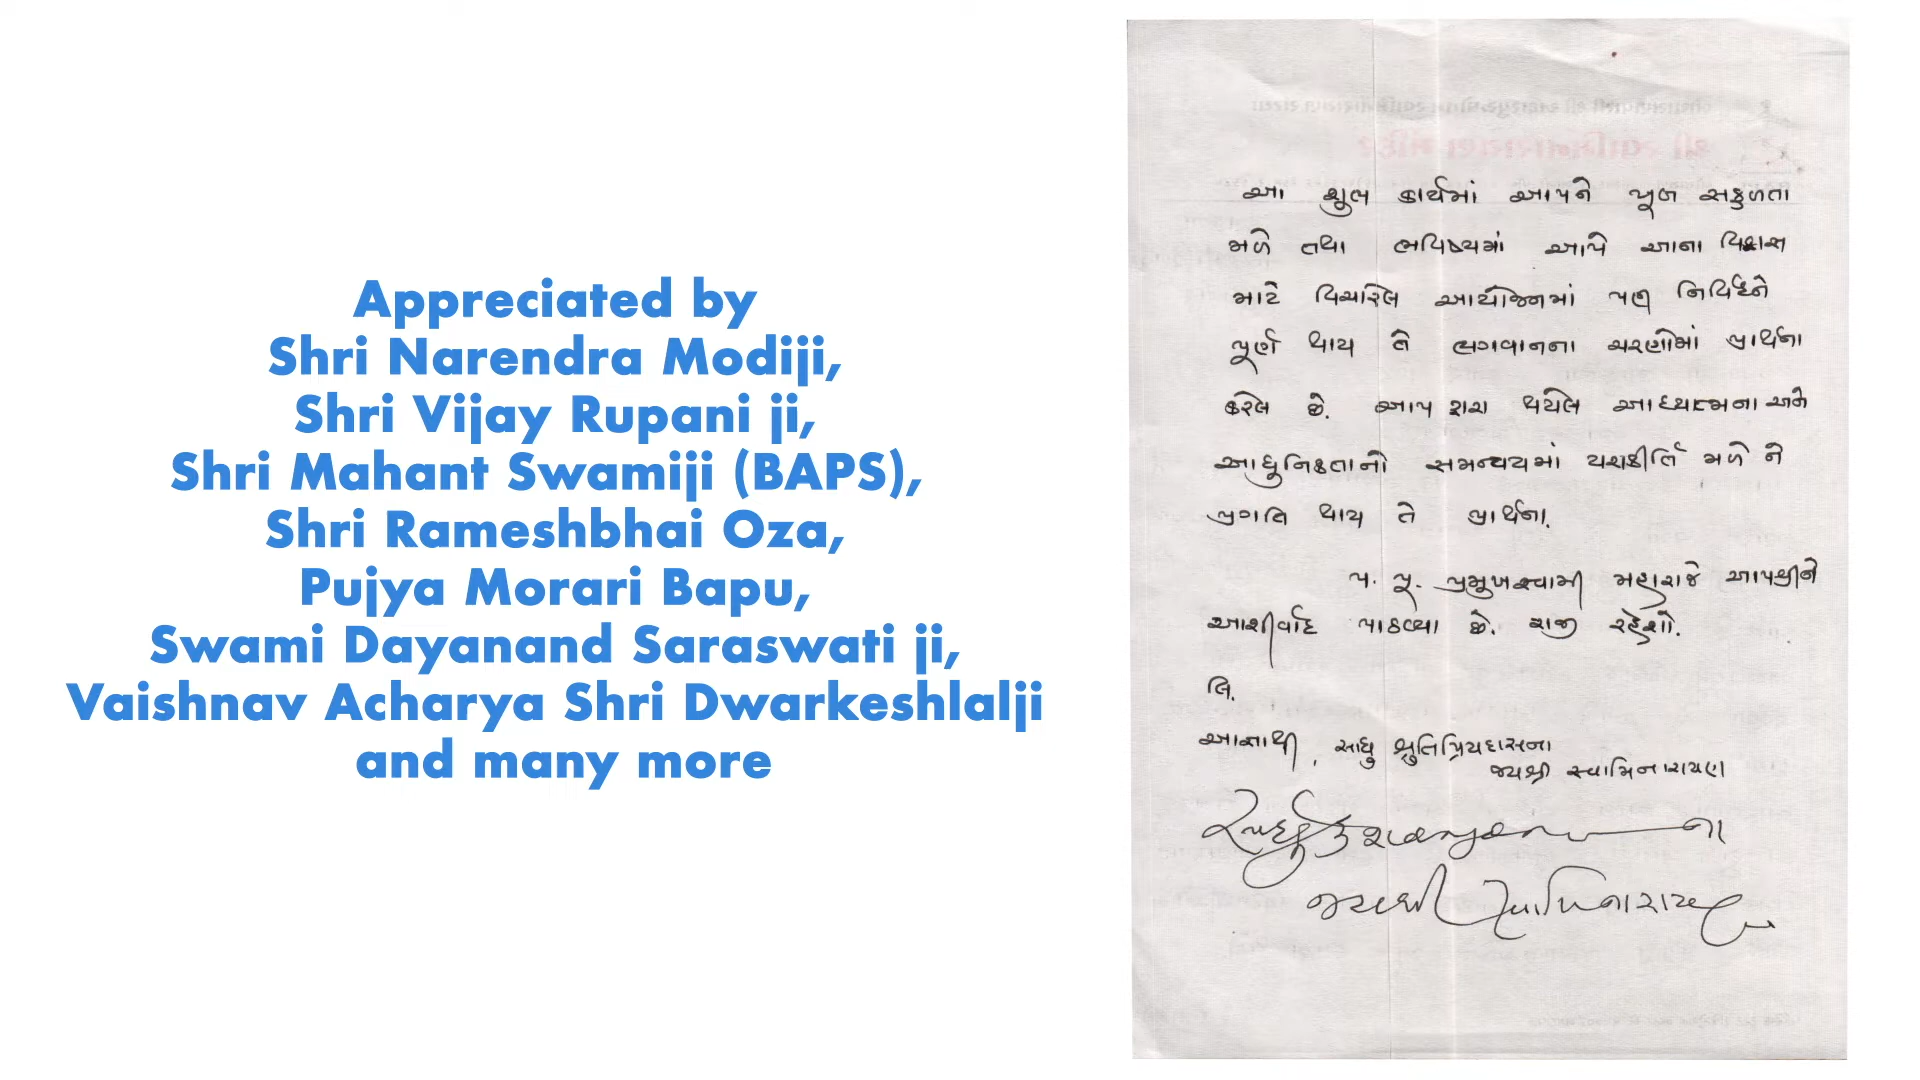 Appreciated by
Shri Narendra Modiji,
Shri Vijay Rupani ji,
Shri Mahant Swamiji (BAPS),
Shri Rameshbhai Oza,
Pujya Morari Bapu,
Swami Dayanand Saraswati ji,
Vaishnav Acharya Shri Dwarkeshlalji
and many more
આ શુભ કાર્યમાં આપને ખૂબ સફળતા
મળે તથા ભવિષ્યમાં આપે આના વિકાસ
માટે વિચારેલ આયોજનમાં પણ નિર્વિઘ્ને
પૂર્ણ થાય તે ભગવાનના ચરણોમાં પ્રાર્થના
કરેલ છે. આપ દ્વારા થયેલ આધ્યાત્મના અને
આધુનિકતાનો સમન્વયમાં યશકીર્તિ મળે ને
પ્રગતિ થાય તે પ્રાર્થના.
પ. પૂ. પ્રમુખસ્વામી મહારાજે આપશ્રીને
આશીર્વાદ પાઠવ્યા છે. રાજી રહેશો.
લિ.
આજ્ઞાથી, સાધુ શ્રુતિપ્રિયદાસના
જયશ્રી સ્વામિનારાયણ
સાધુ ના
જયશ્રી સ્વામિનારાયણ